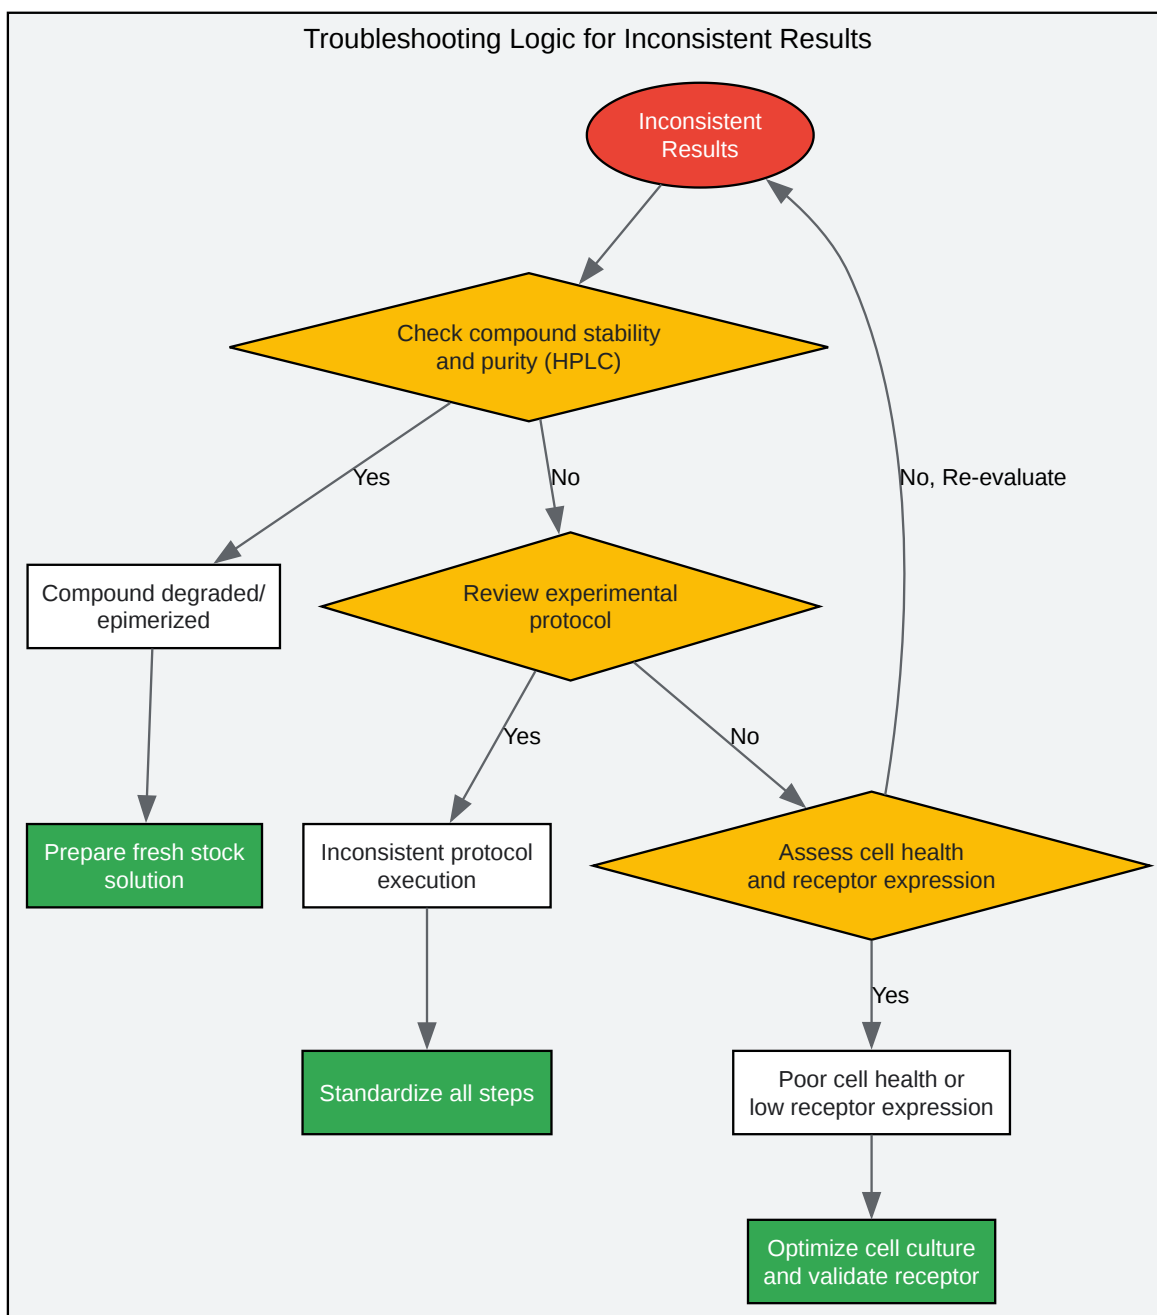 Troubleshooting Logic for Inconsistent Results
Inconsistent
Results
Check compound stability
and purity (HPLC)
Yes
No
No, Re-evaluate
Compound degraded/
epimerized
Review experimental
protocol
Yes
No
Prepare fresh stock
solution
Inconsistent protocol
execution
Assess cell health
and receptor expression
Yes
Standardize all steps
Poor cell health or
low receptor expression
Optimize cell culture
and validate receptor